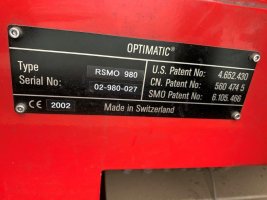 OPTIMATIC®
Type RSMO 980
Serial No: 02-980-027
U.S. Patent No: 4.652.430
CN. Patent No: 560 474 5
SMO Patent No: 6.105.466
CE 2002 Made in Switzerland